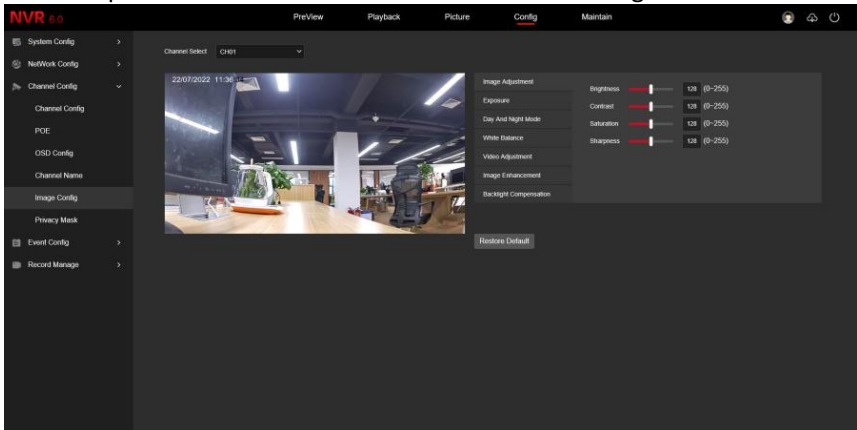 NVR 6.0
PreView
Playback
Picture
Config
Maintain
System Config
NetWork Config
Channel Config
Channel Config
POE
OSD Config
Channel Name
Image Config
Privacy Mask
Event Config
Record Manage
Channel Select CH01
22/07/2022 11:36
Image Adjustment
Exposure
Day And Night Mode
White Balance
Video Adjustment
Image Enhancement
Backlight Compensation
Brightness 128 (0~255)
Contrast 128 (0~255)
Saturation 128 (0~255)
Sharpness 128 (0~255)
Restore Default